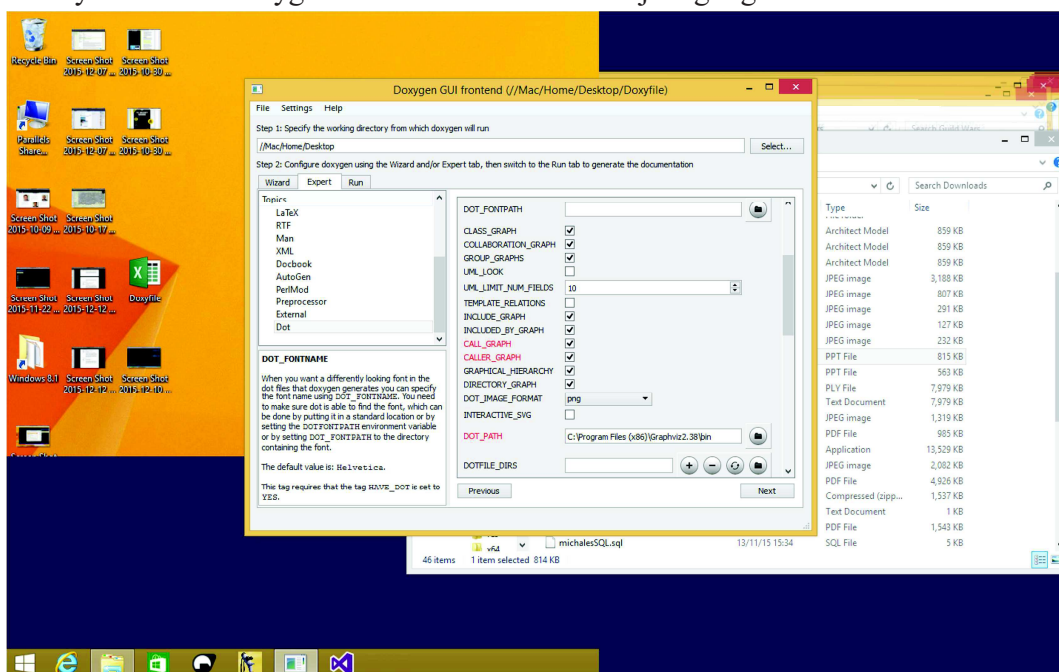 Recycle Bin
Screen Shot 2015-12-07 ...
Screen Shot 2015-10-30 ...
Parallels Share...
Screen Shot 2015-12-07 ...
Screen Shot 2015-10-30 ...
Screen Shot 2015-10-09 ...
Screen Shot 2015-10-17 ...
Screen Shot 2015-11-22 ...
Screen Shot 2015-12-12 ...
Doxyfile
Windows 8.1
Screen Shot 2015-12-12 ...
Screen Shot 2015-12-10 ...
Doxygen GUI frontend (//Mac/Home/Desktop/Doxyfile)
File Settings Help
Step 1: Specify the working directory from which doxygen will run
//Mac/Home/Desktop
Select...
Step 2: Configure doxygen using the Wizard and/or Expert tab, then switch to the Run tab to generate the documentation
Wizard Expert Run
Topics
LaTeX
RTF
Man
XML
Docbook
AutoGen
PerlMod
Preprocessor
External
Dot
DOT_FONTNAME
When you want a differently looking font in the
dot files that doxygen generates you can specify
the font name using DOT_FONTNAME. You need
to make sure dot is able to find the font, which can
be done by putting it in a standard location or by
setting the DOTFONTPATH environment variable
or by setting DOT_FONTPATH to the directory
containing the font.
The default value is: Helvetica.
This tag requires that the tag HAVE_DOT is set to
YES.
DOT_FONTPATH
CLASS_GRAPH
COLLABORATION_GRAPH
GROUP_GRAPHS
UML_LOOK
UML_LIMIT_NUM_FIELDS 10
TEMPLATE_RELATIONS
INCLUDE_GRAPH
INCLUDED_BY_GRAPH
CALL_GRAPH
CALLER_GRAPH
GRAPHICAL_HIERARCHY
DIRECTORY_GRAPH
DOT_IMAGE_FORMAT png
INTERACTIVE_SVG
DOT_PATH C:\Program Files (x86)\Graphviz2.38\bin
DOTFILE_DIRS
Previous Next
Search Guild Wars
Search Downloads
Type Size
Architect Model 859 KB
Architect Model 859 KB
Architect Model 859 KB
JPEG image 3,188 KB
JPEG image 807 KB
JPEG image 291 KB
JPEG image 127 KB
JPEG image 232 KB
PPT File 815 KB
PPT File 563 KB
PLY File 7,979 KB
Text Document 7,979 KB
JPEG image 1,319 KB
PDF File 985 KB
Application 13,529 KB
JPEG image 2,082 KB
PDF File 4,926 KB
Compressed (zipp... 1,537 KB
Text Document 1 KB
PDF File 1,543 KB
x64 michalesSQL.sql 13/11/15 15:34 SQL File 5 KB
46 items 1 item selected 814 KB